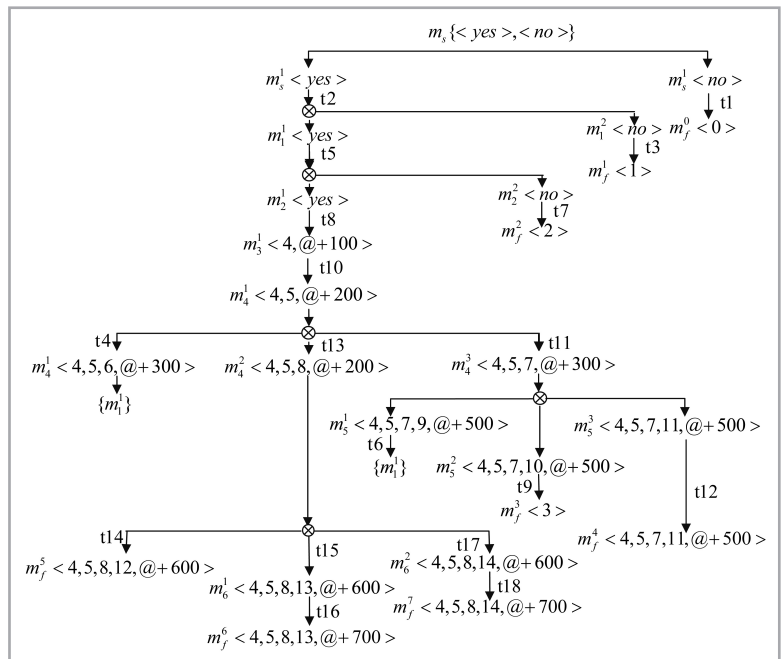 m_s{< yes >,< no >}
m_s^1 < yes > m_s^1 < no >
t2 t1
⊗
m_1^1 < yes > m_1^2 < no > m_f^0 < 0 >
t5 t3
⊗ m_f^1 < 1 >
m_2^1 < yes > m_2^2 < no >
t8 t7
m_3^1 < 4, @+100 > m_f^2 < 2 >
t10
m_4^1 < 4,5, @+ 200 >
t4 ⊗ t13 t11
m_4^1 < 4,5,6, @+300 > m_4^2 < 4,5,8, @+ 200 > m_4^3 < 4,5,7, @+300 >
{m_1^1} ⊗
m_5^1 < 4,5,7,9, @+500 > m_5^3 < 4,5,7,11, @+500 >
t6
{m_1^1} m_5^2 < 4,5,7,10, @+500 >
t9 t12
m_f^3 < 3 >
t14 ⊗ t15 t17 m_f^4 < 4,5,7,11, @+500 >
m_f^5 < 4,5,8,12, @+ 600 > m_6^2 < 4,5,8,14, @+ 600 >
m_6^1 < 4,5,8,13, @+ 600 > t18
t16 m_f^7 < 4,5,8,14, @+ 700 >
m_f^6 < 4,5,8,13, @+ 700 >